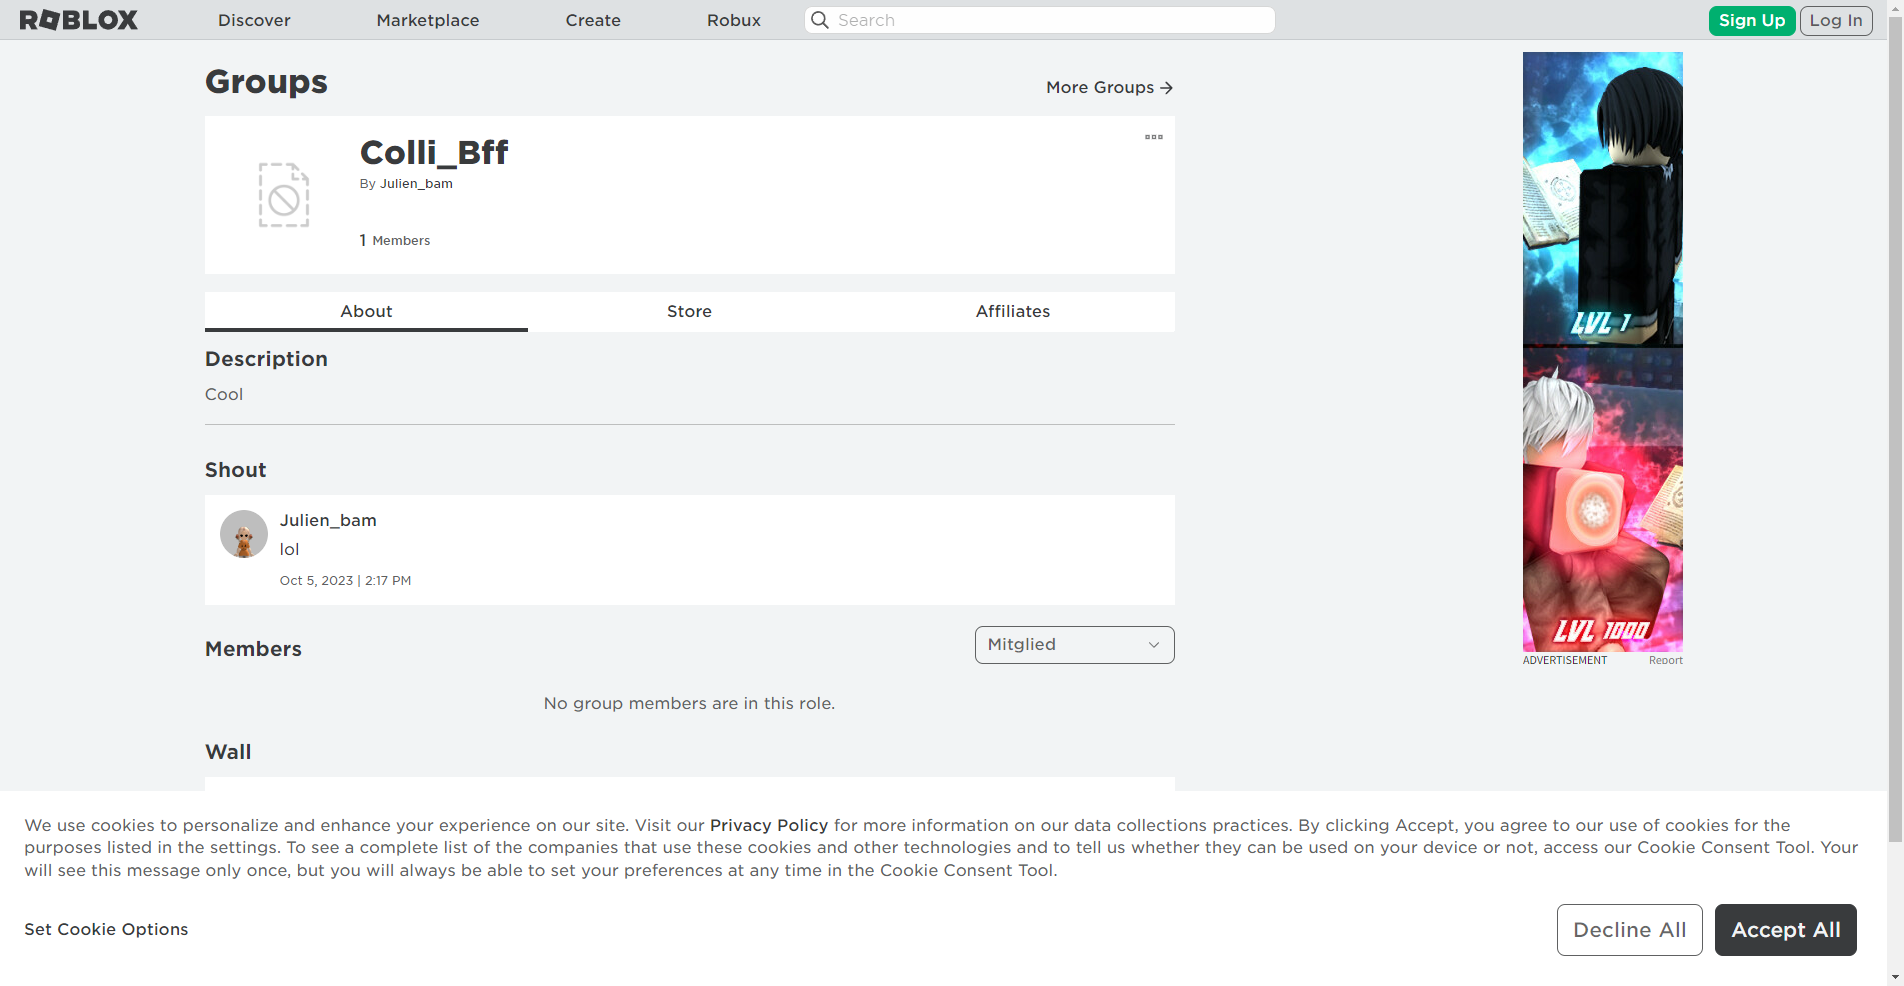 ROBLOX
Discover
Marketplace
Create
Robux
Search
Sign Up
Log In
Groups
More Groups
Colli_Bff
By Julien_bam
1 Members
About
Store
Affiliates
Description
Cool
Shout
Julien_bam
lol
Oct 5, 2023 | 2:17 PM
Members
Mitglied
No group members are in this role.
Wall
LVL 1
LVL 1000
ADVERTISEMENT
Report
We use cookies to personalize and enhance your experience on our site. Visit our Privacy Policy for more information on our data collections practices. By clicking Accept, you agree to our use of cookies for the
purposes listed in the settings. To see a complete list of the companies that use these cookies and other technologies and to tell us whether they can be used on your device or not, access our Cookie Consent Tool. Your
will see this message only once, but you will always be able to set your preferences at any time in the Cookie Consent Tool.
Set Cookie Options
Decline All
Accept All